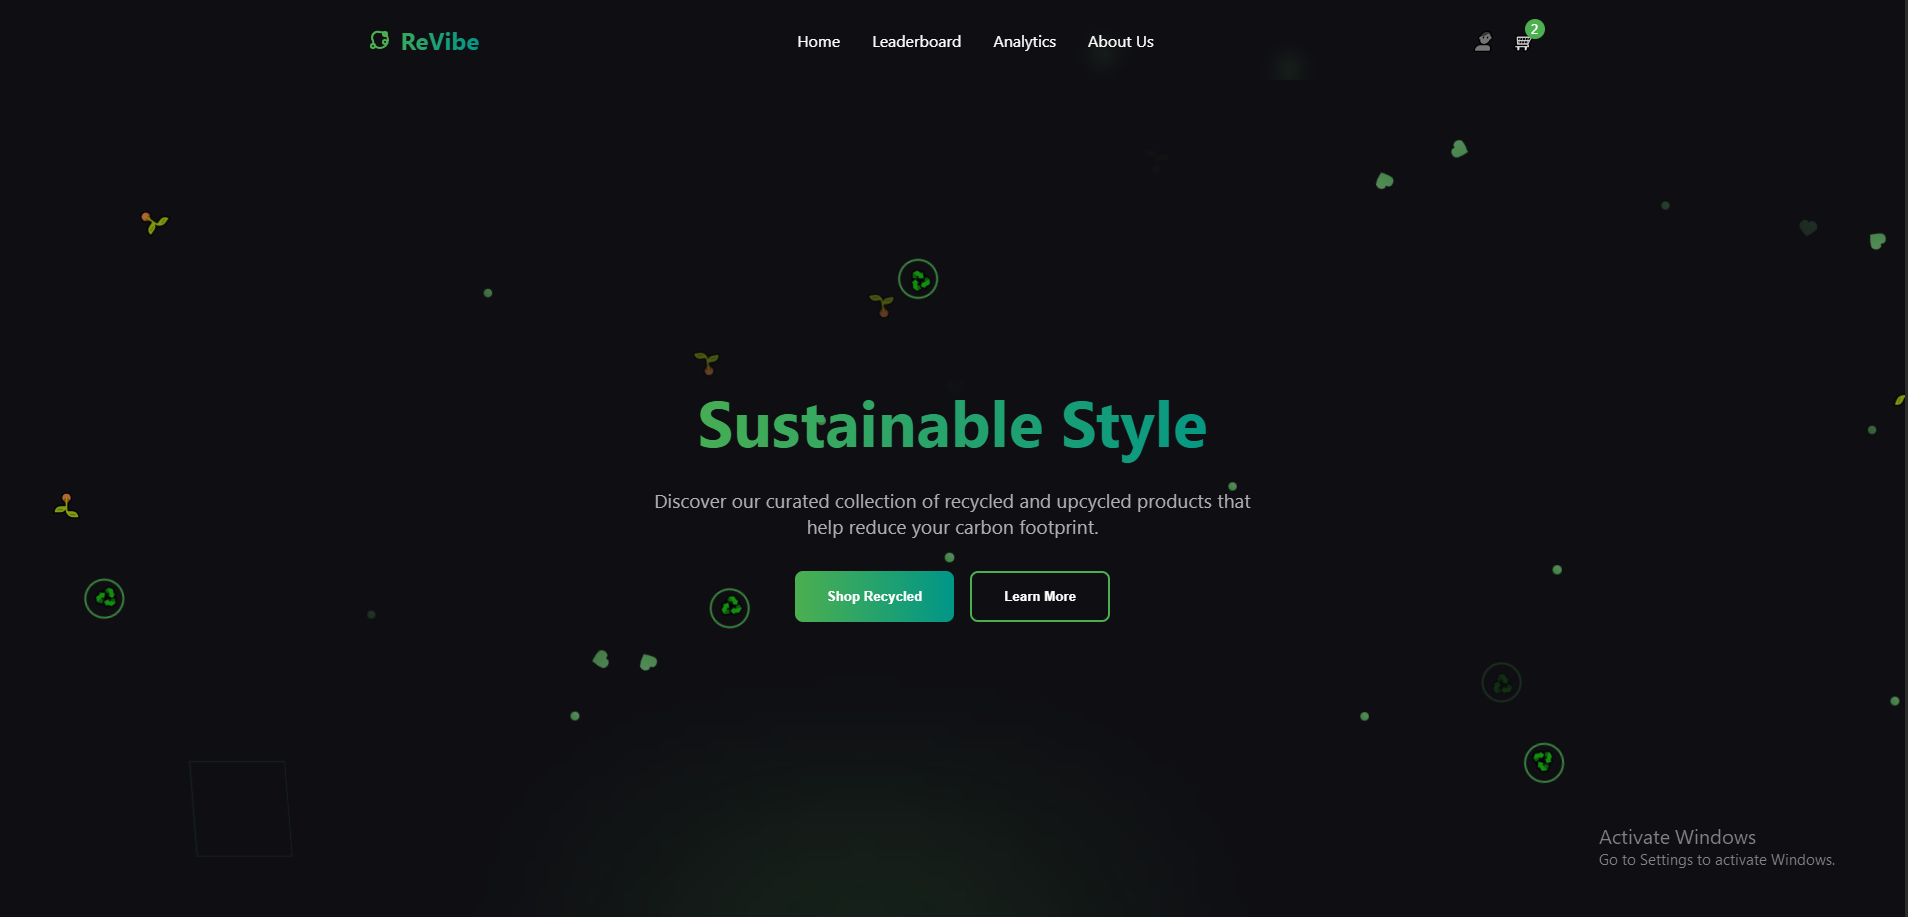 ReVibe
Home
Leaderboard
Analytics
About Us
2
Sustainable Style
Discover our curated collection of recycled and upcycled products that
help reduce your carbon footprint.
Shop Recycled
Learn More
Activate Windows
Go to Settings to activate Windows.